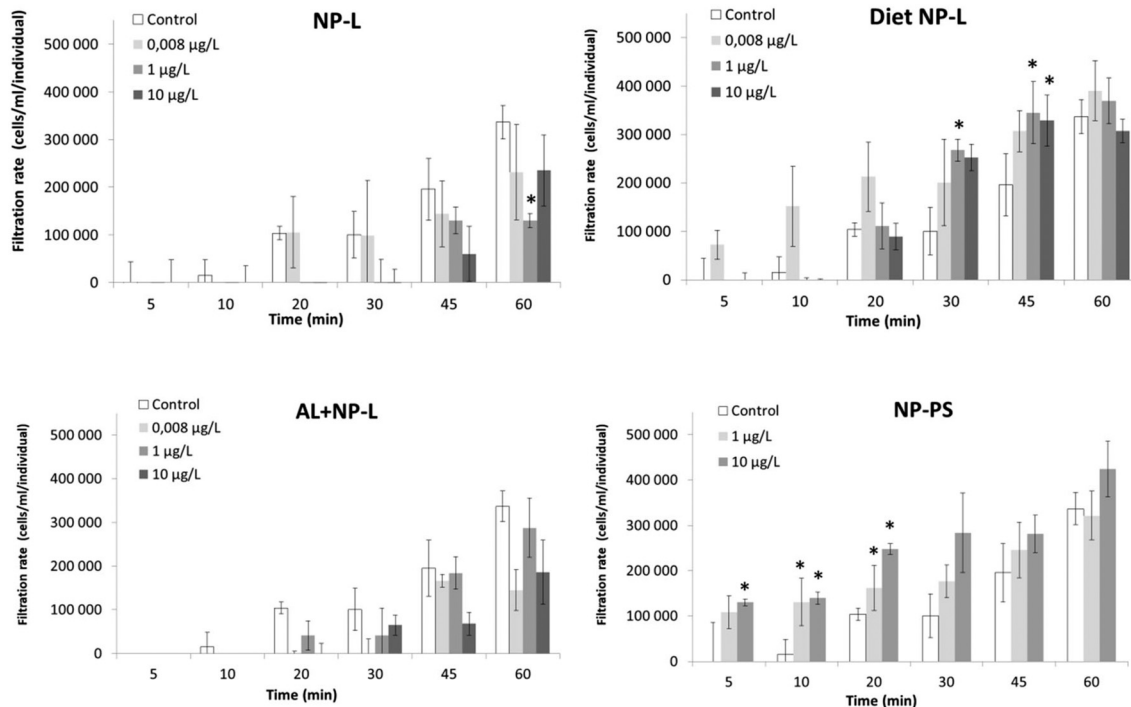 NP-L
Control
0,008 µg/L
1 µg/L
10 µg/L
Filtration rate (cells/ml/individual)
500 000
400 000
300 000
200 000
100 000
0
*
5 10 20 30 45 60
Time (min)
Diet NP-L
Control
0,008 µg/L
1 µg/L
10 µg/L
Filtration rate (cells/ml/individual)
500 000
400 000
300 000
200 000
100 000
0
* * *
5 10 20 30 45 60
Time (min)
AL+NP-L
Control
0,008 µg/L
1 µg/L
10 µg/L
Filtration rate (cells/ml/individual)
500 000
400 000
300 000
200 000
100 000
0
5 10 20 30 45 60
Time (min)
NP-PS
Control
1 µg/L
10 µg/L
Filtration rate (cells/ml/individual)
500 000
400 000
300 000
200 000
100 000
0
* * * * *
5 10 20 30 45 60
Time (min)